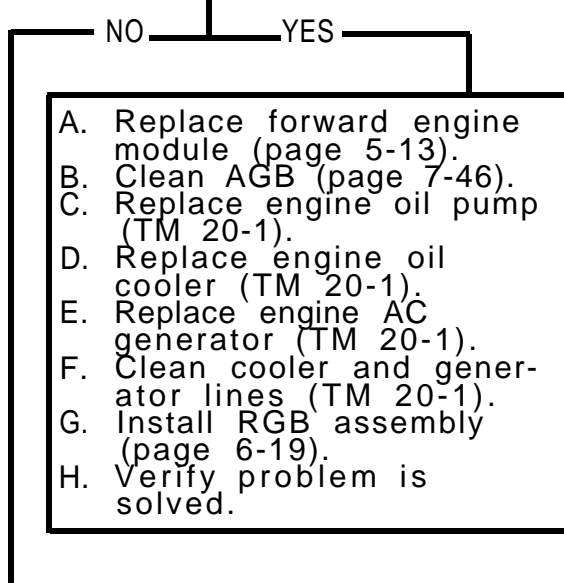 NO YES
A. Replace forward engine
module (page 5-13).
B. Clean AGB (page 7-46).
C. Replace engine oil pump
(TM 20-1).
D. Replace engine oil
cooler (TM 20-1).
E. Replace engine AC
generator (TM 20-1).
F. Clean cooler and gener-
ator lines (TM 20-1).
G. Install RGB assembly
(page 6-19).
H. Verify problem is
solved.